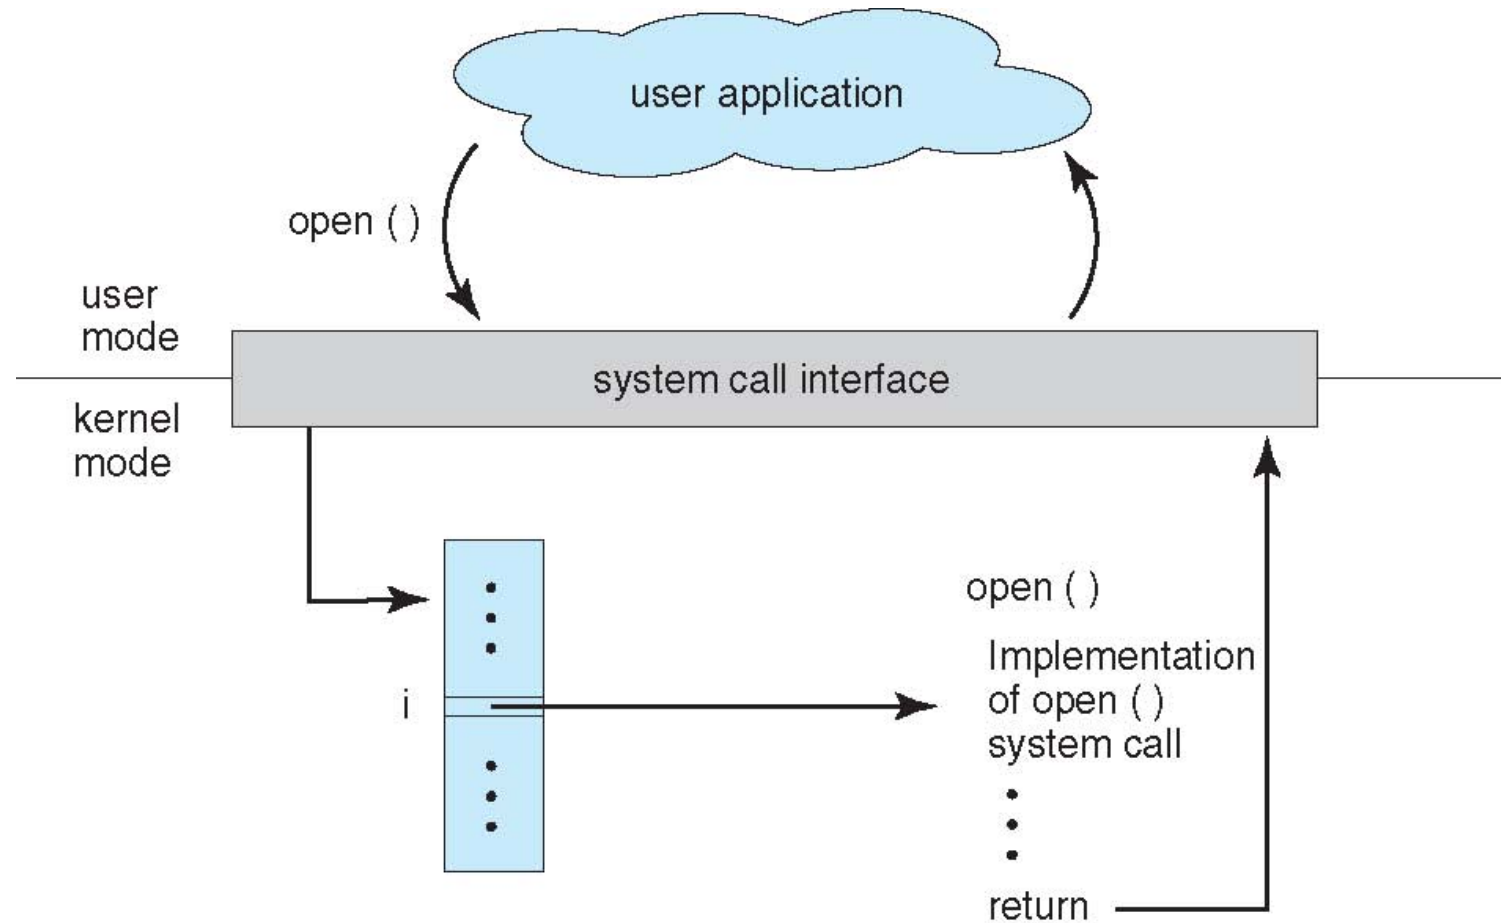 user application
open ( )
user
mode
system call interface
kernel
mode
open ( )
i
Implementation
of open ( )
system call
return